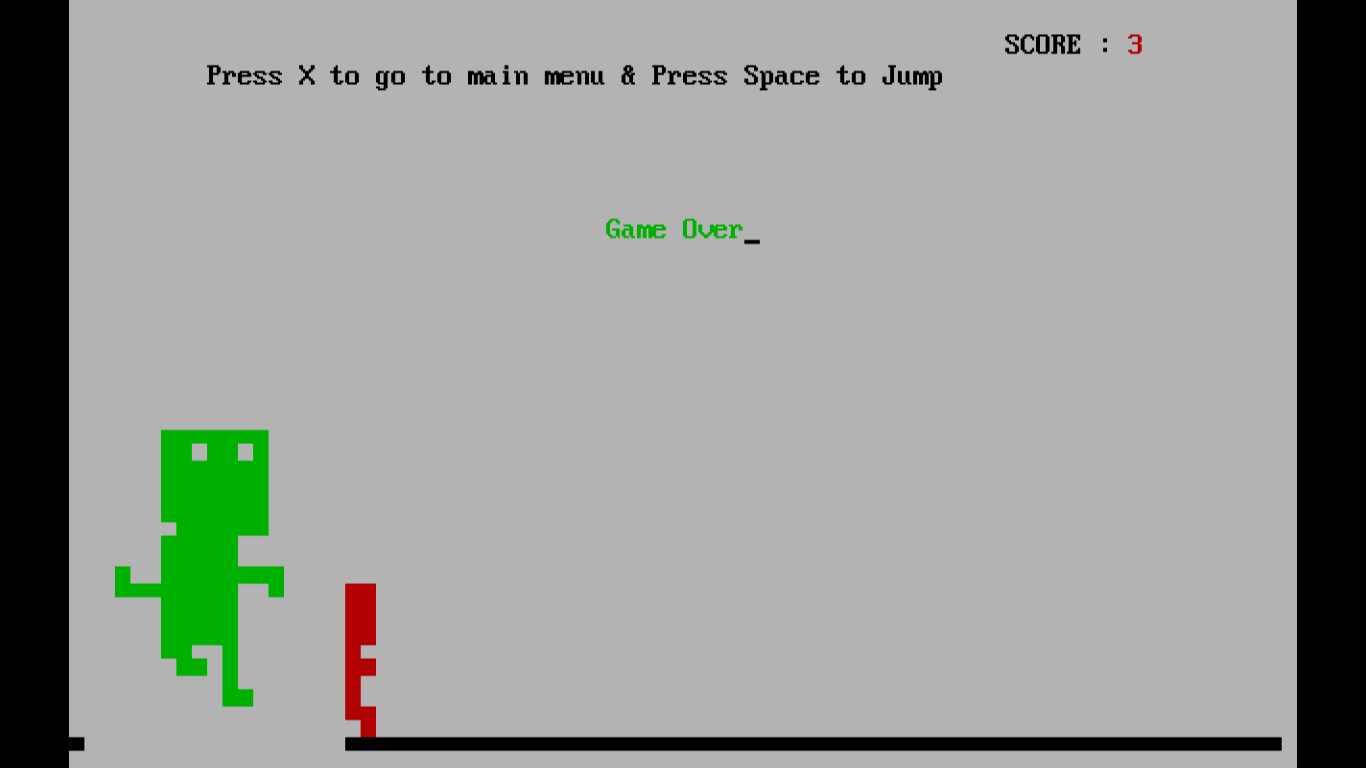 SCORE : 3
Press X to go to main menu & Press Space to Jump
Game Over_